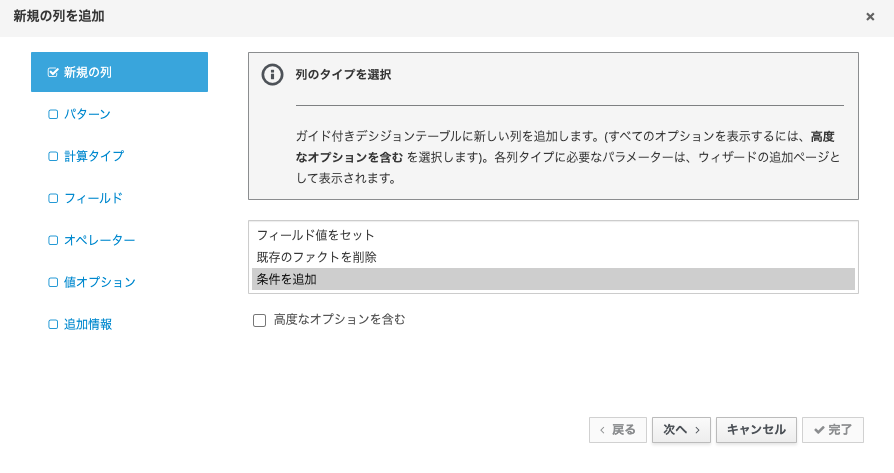 新規の列を追加
×
新規の列
パターン
計算タイプ
フィールド
オペレーター
値オプション
追加情報
列のタイプを選択
ガイド付きデシジョンテーブルに新しい列を追加します。(すべてのオプションを表示するには、高度
なオプションを含む を選択します)。各列タイプに必要なパラメーターは、ウィザードの追加ページと
して表示されます。
フィールド値をセット
既存のファクトを削除
条件を追加
高度なオプションを含む
戻る
次へ
キャンセル
完了